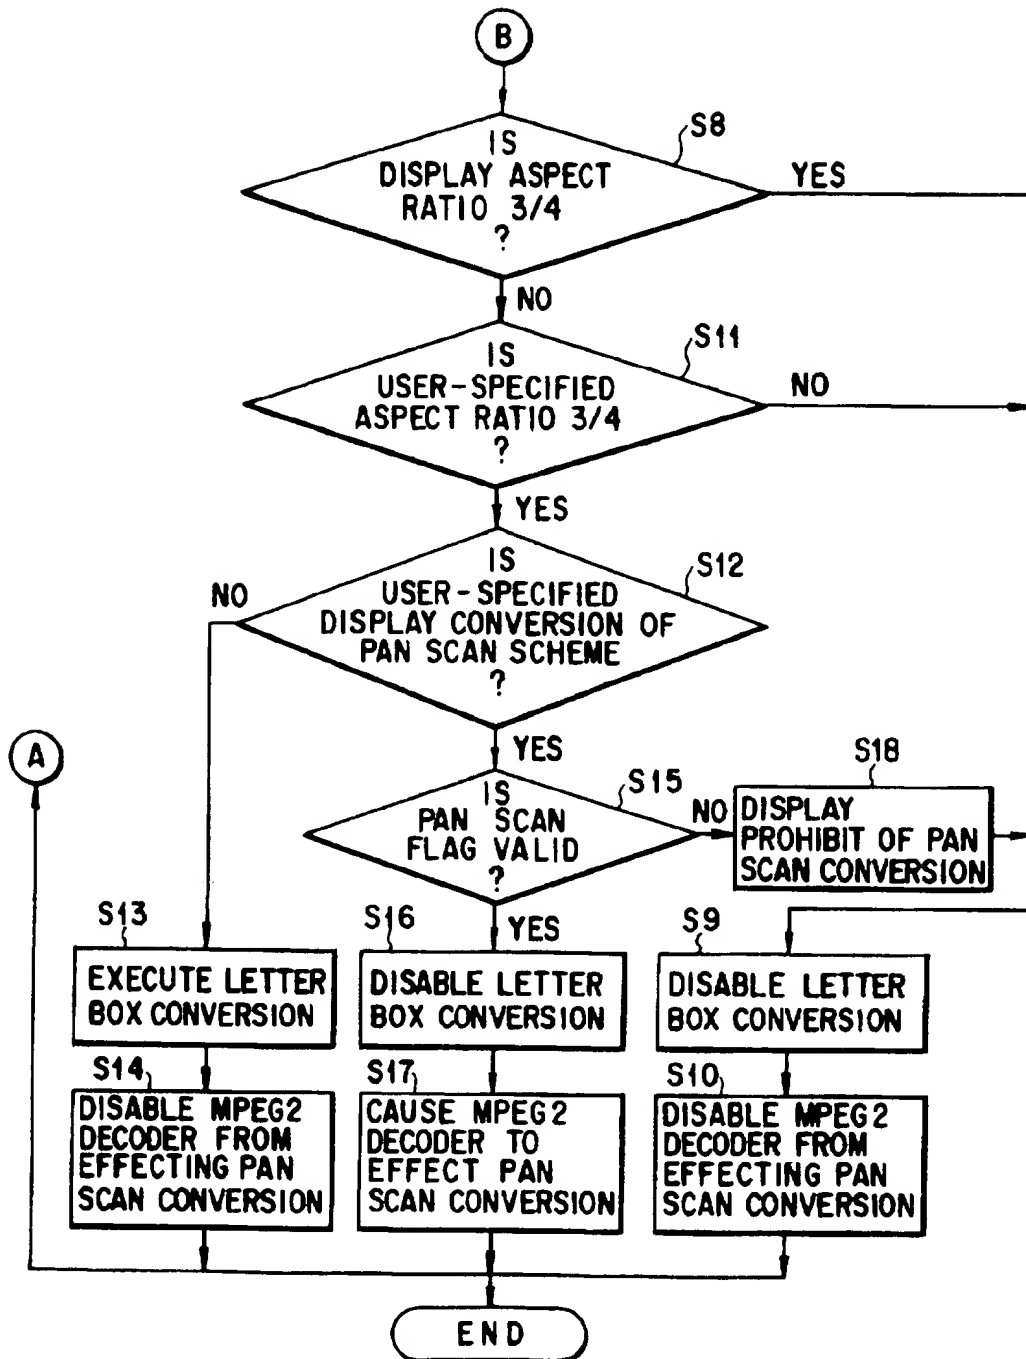 B
S8
IS
DISPLAY ASPECT
RATIO 3/4
?
YES
NO
S11
IS
USER-SPECIFIED
ASPECT RATIO 3/4
?
NO
YES
S12
IS
USER-SPECIFIED
DISPLAY CONVERSION OF
PAN SCAN SCHEME
?
NO
YES
A
S15
IS
PAN SCAN
FLAG VALID
?
NO
YES
S18
DISPLAY
PROHIBIT OF PAN
SCAN CONVERSION
S13
EXECUTE LETTER
BOX CONVERSION
S16
DISABLE LETTER
BOX CONVERSION
S9
DISABLE LETTER
BOX CONVERSION
S14
DISABLE MPEG2
DECODER FROM
EFFECTING PAN
SCAN CONVERSION
S17
CAUSE MPEG2
DECODER TO
EFFECT PAN
SCAN CONVERSION
S10
DISABLE MPEG2
DECODER FROM
EFFECTING PAN
SCAN CONVERSION
END